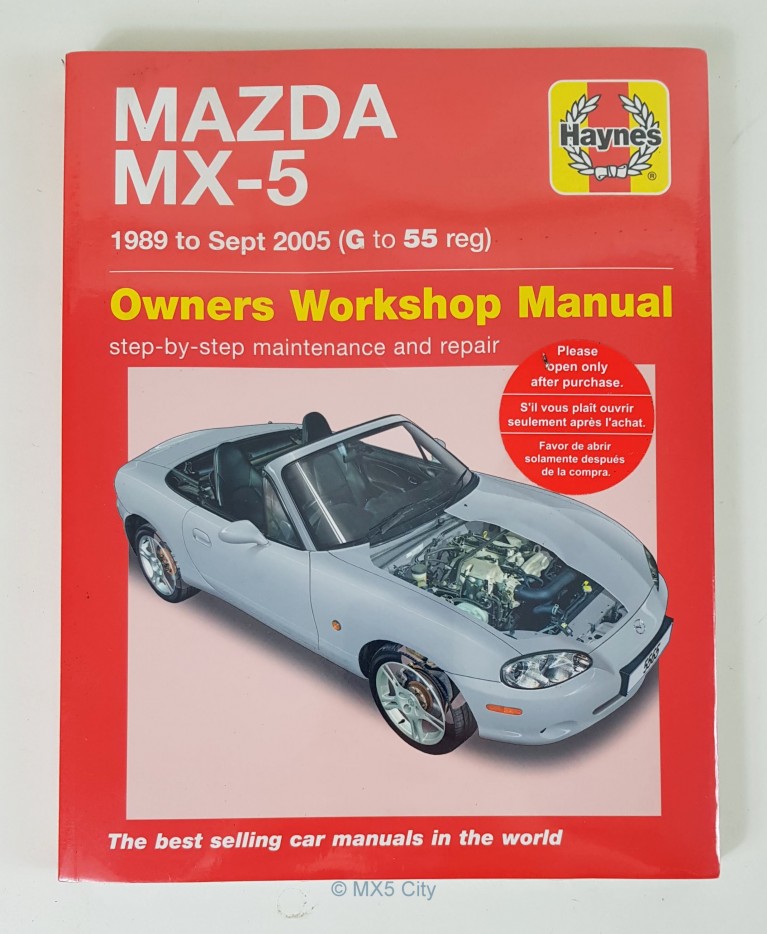 MAZDA
MX-5
Haynes
®
1989 to Sept 2005 (G to 55 reg)
Owners Workshop Manual
step-by-step maintenance and repair
Please
open only
after purchase.
S'il vous plaît ouvrir
seulement après l'achat.
Favor de abrir
solamente después
de la compra.
The best selling car manuals in the world
© MX5 City